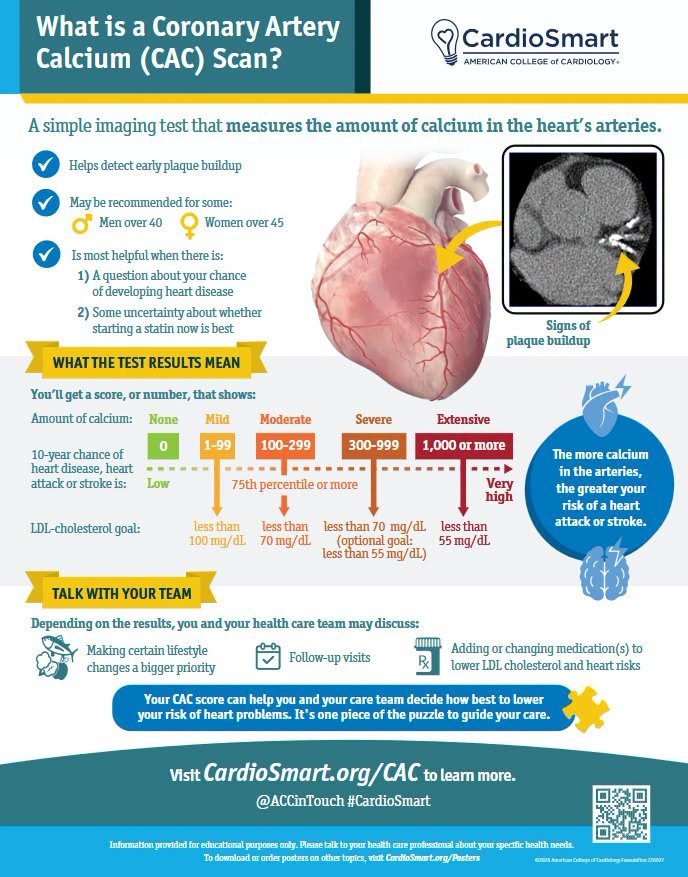 What is a Coronary Artery
Calcium (CAC) Scan?
CardioSmart
AMERICAN COLLEGE OF CARDIOLOGY®
A simple imaging test that measures the amount of calcium in the heart's arteries.
Helps detect early plaque buildup
May be recommended for some:
Men over 40
Women over 45
Is most helpful when there is:
1) A question about your chance
of developing heart disease
2) Some uncertainty about whether
starting a statin now is best
Signs of
plaque buildup
WHAT THE TEST RESULTS MEAN
You'll get a score, or number, that shows:
Amount of calcium:
None
Mild
Moderate
Severe
Extensive
0
1-99
100-299
300-999
1,000 or more
10-year chance of
heart disease, heart
attack or stroke is:
Low
75th percentile or more
Very
high
LDL-cholesterol goal:
less than
100 mg/dL
less than
70 mg/dL
less than 70 mg/dL
(optional goal:
less than 55 mg/dL)
less than
55 mg/dL
The more calcium
in the arteries,
the greater your
risk of a heart
attack or stroke.
TALK WITH YOUR TEAM
Depending on the results, you and your health care team may discuss:
Making certain lifestyle
changes a bigger priority
Follow-up visits
Rx
Adding or changing medication(s) to
lower LDL cholesterol and heart risks
Your CAC score can help you and your care team decide how best to lower
your risk of heart problems. It's one piece of the puzzle to guide your care.
Visit CardioSmart.org/CAC to learn more.
@ACCinTouch #CardioSmart
Information provided for educational purposes only. Please talk to your health care professional about your specific health needs.
To download or order posters on other topics, visit CardioSmart.org/Posters
©2026 American College of Cardiology Foundation